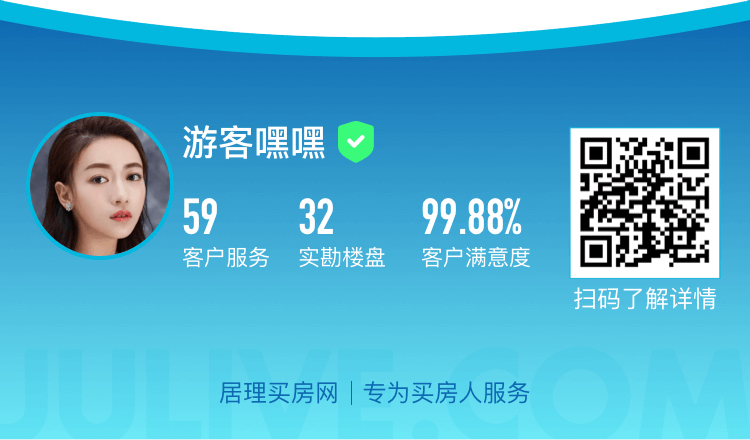 游客嘿嘿
59 32 99.88%
客户服务 实勘楼盘 客户满意度
扫码了解详情
JULIVE.COM
居理买房网｜专为买房人服务